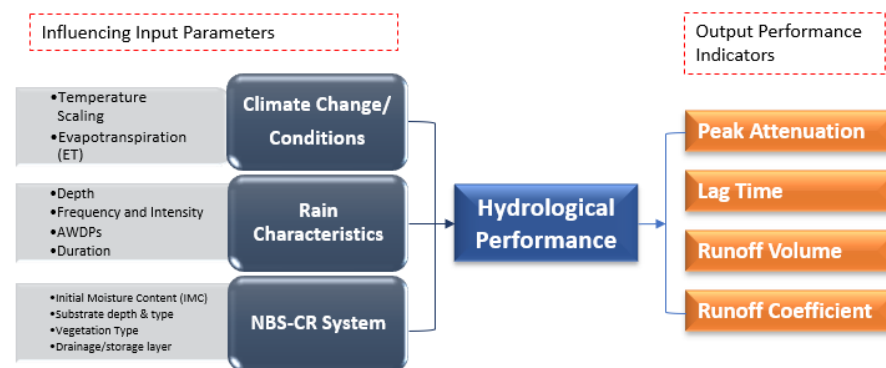 Influencing Input Parameters
Output Performance
Indicators
•Temperature
Scaling
•Evapotranspiration
(ET)
Climate Change/
Conditions
•Depth
•Frequency and Intensity
•AWDPs
•Duration
Rain
Characteristics
•Initial Moisture Content (IMC)
•Substrate depth & type
•Vegetation Type
•Drainage/storage layer
NBS-CR System
Hydrological
Performance
Peak Attenuation
Lag Time
Runoff Volume
Runoff Coefficient